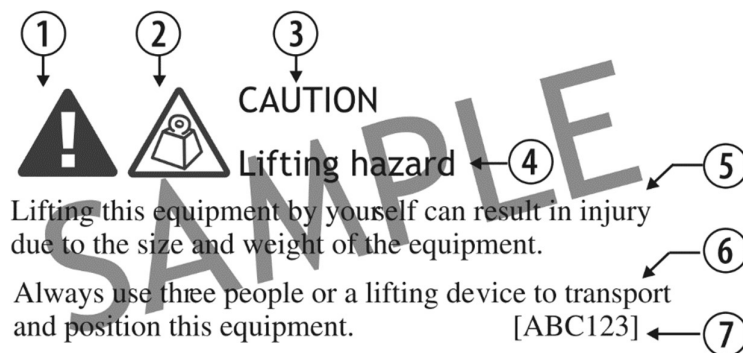 1 2 3
CAUTION
Lifting hazard 4
5
Lifting this equipment by yourself can result in injury
due to the size and weight of the equipment.
6
Always use three people or a lifting device to transport
and position this equipment. [ABC123] 7
SAMPLE